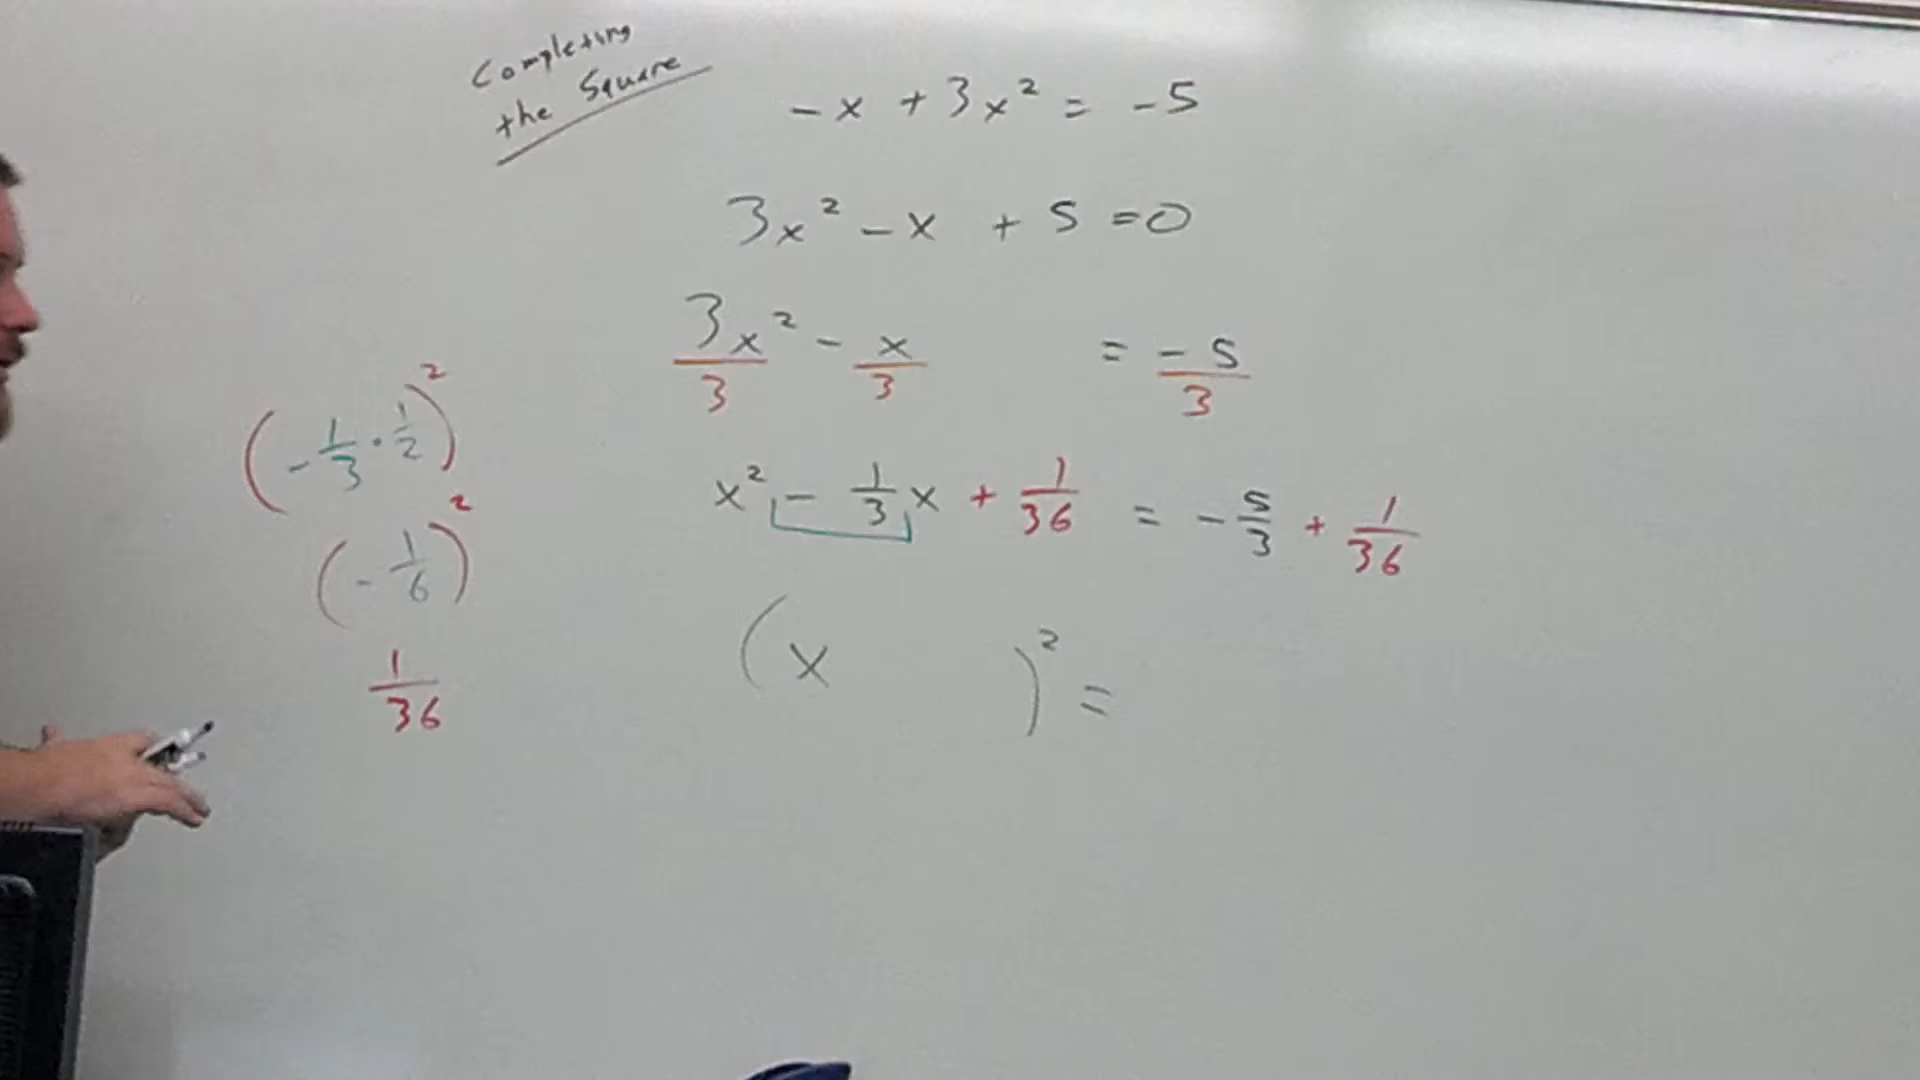 Completing
the Square
-x + 3x² = -5
3x² - x + 5 = 0
3x²/3 - x/3 = -5/3
(-1/3 · 1/2)²
x² - 1/3 x + 1/36 = -5/3 + 1/36
(-1/6)²
(x )² =
1/36